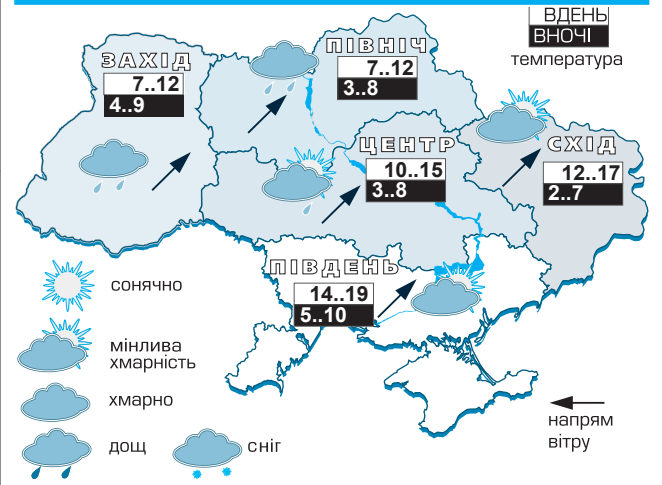 ВДЕНЬ
ВНОЧІ
температура
ЗАХІД
7..12
4..9
ПІВНІЧ
7..12
3..8
ЦЕНТР
10..15
3..8
СХІД
12..17
2..7
ПІВДЕНЬ
14..19
5..10
сонячно
мінлива
хмарність
хмарно
дощ
сніг
напрям
вітру